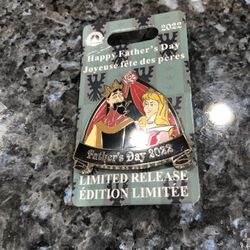 2022
Happy Father's Day
Joyeuse fête des pères
Father's Day 2022
LIMITED RELEASE
ÉDITION LIMITÉE